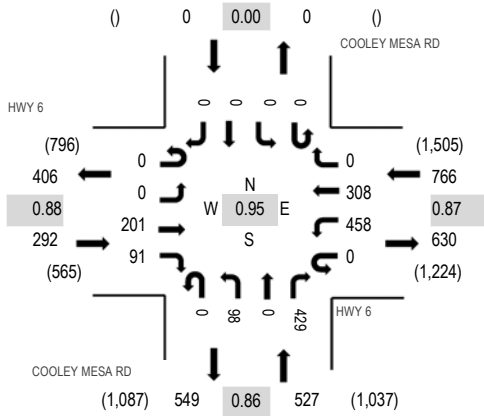 () 0 0.00 0 ()
COOLEY MESA RD
HWY 6
0 0 0 0
(796) 0 0 (1,505)
406 0 N 308 766
0.88 W 0.95 E 0.87
292 201 S 458 630
(565) 91 0 (1,224)
0 98 0 429
HWY 6
COOLEY MESA RD
(1,087) 549 0.86 527 (1,037)